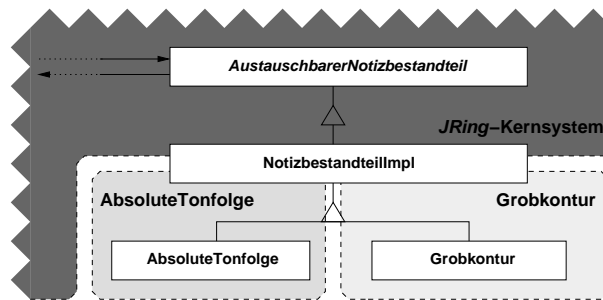 AustauschbarerNotizbestandteil
JRing–Kernsystem
NotizbestandteilImpl
AbsoluteTonfolge
Grobkontur
AbsoluteTonfolge
Grobkontur